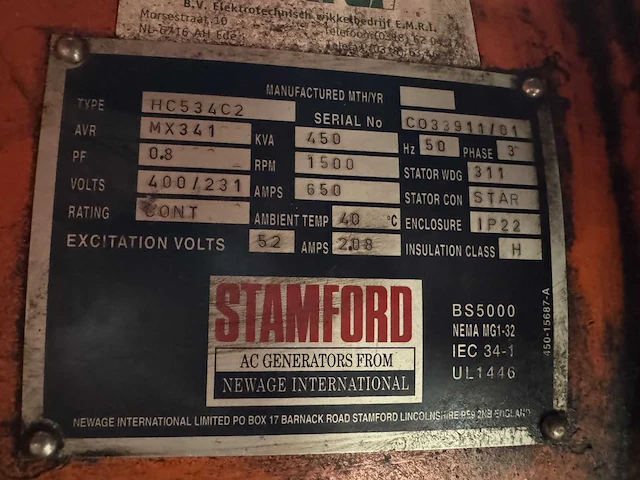 B.V. Elektrotechnisch wikkelbedrijf E.M.R.I.
Morsestraat 10
NL-6716 AH Ede
MANUFACTURED MTH/YR
TYPE HC534C2 SERIAL No CO33911/01
AVR MX341 KVA 450 Hz 50 PHASE 3
PF 0.8 RPM 1500 STATOR WDG 311
VOLTS 400/231 AMPS 650 STATOR CON STAR
RATING CONT AMBIENT TEMP 40 °C ENCLOSURE IP22
EXCITATION VOLTS 52 AMPS 2.08 INSULATION CLASS H
STAMFORD
AC GENERATORS FROM
NEWAGE INTERNATIONAL
BS5000
NEMA MG1-32
IEC 34-1
UL1446
450-15687-A
NEWAGE INTERNATIONAL LIMITED PO BOX 17 BARNACK ROAD STAMFORD LINCOLNSHIRE PE9 2NB ENGLAND